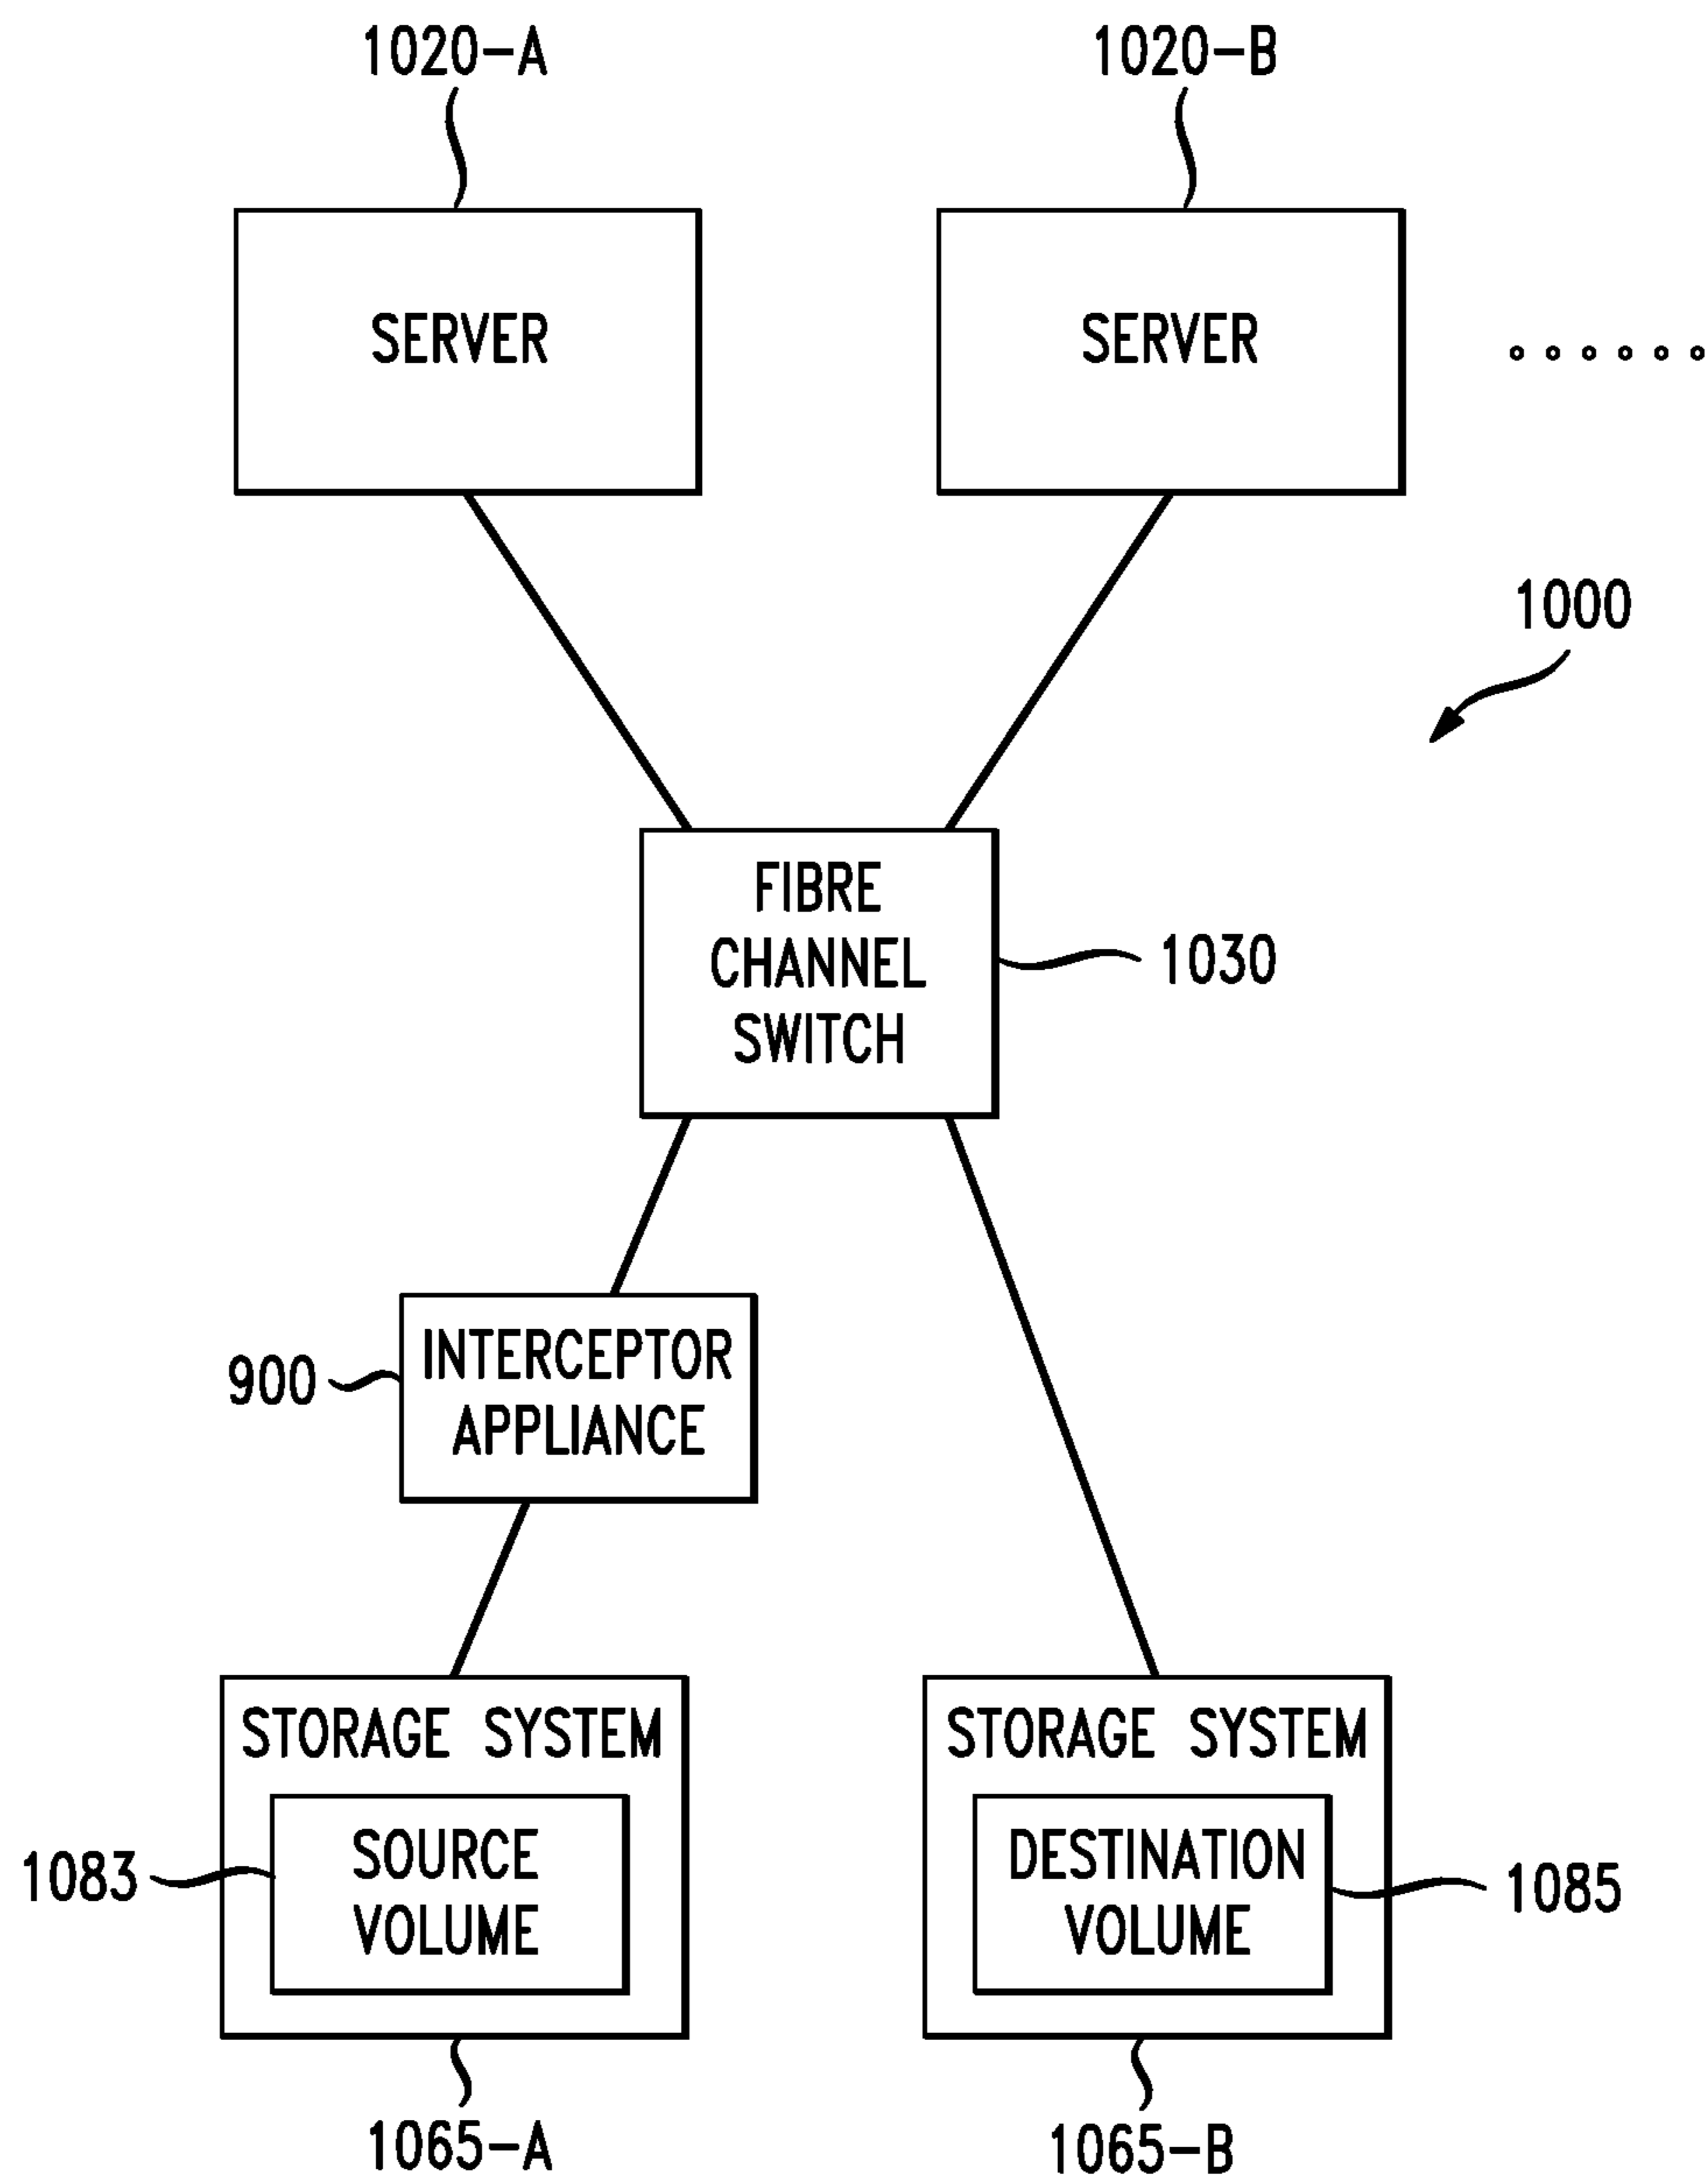 1020-A
1020-B
SERVER
SERVER
1000
FIBRE
CHANNEL
SWITCH
1030
900
INTERCEPTOR
APPLIANCE
STORAGE SYSTEM
SOURCE
VOLUME
1083
STORAGE SYSTEM
DESTINATION
VOLUME
1085
1065-A
1065-B